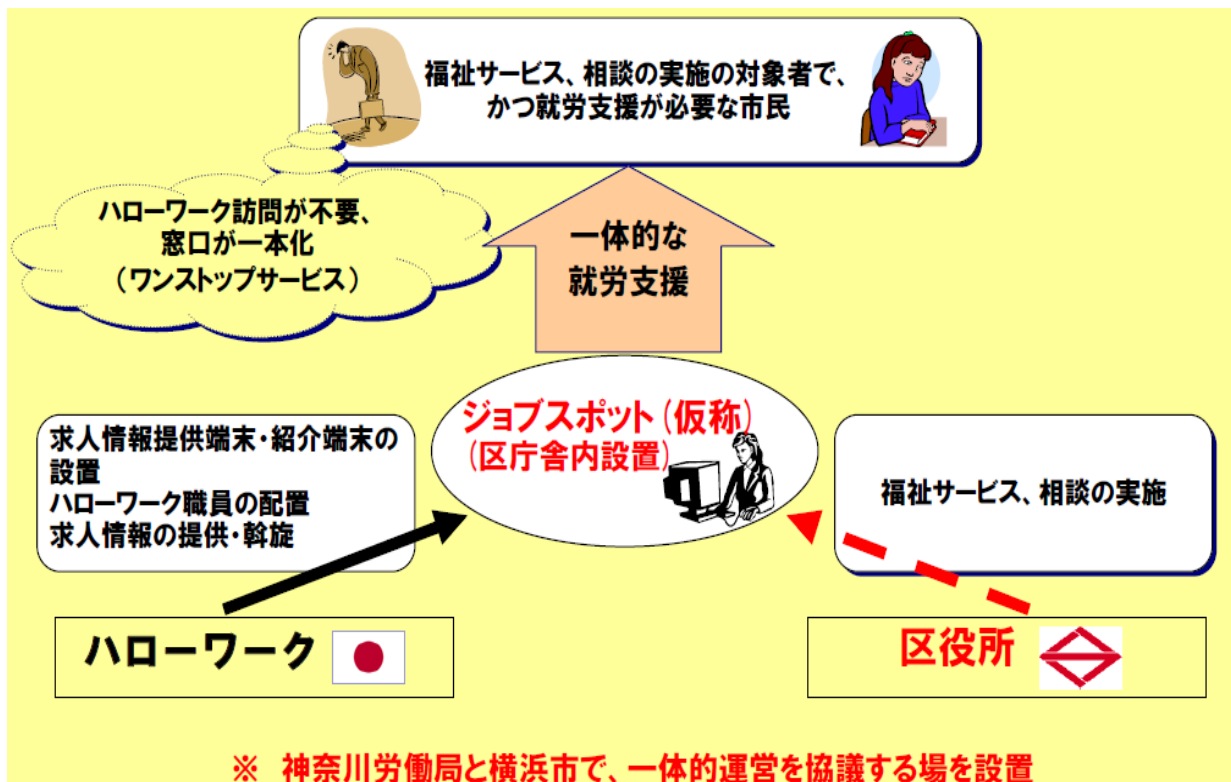 福祉サービス、相談の実施の対象者で、
かつ就労支援が必要な市民
ハローワーク訪問が不要、
窓口が一本化
（ワンストップサービス）
一体的な
就労支援
ジョブスポット（仮称）
（区庁舎内設置）
求人情報提供端末・紹介端末の
設置
ハローワーク職員の配置
求人情報の提供・斡旋
福祉サービス、相談の実施
ハローワーク
区役所
※ 神奈川労働局と横浜市で、一体的運営を協議する場を設置